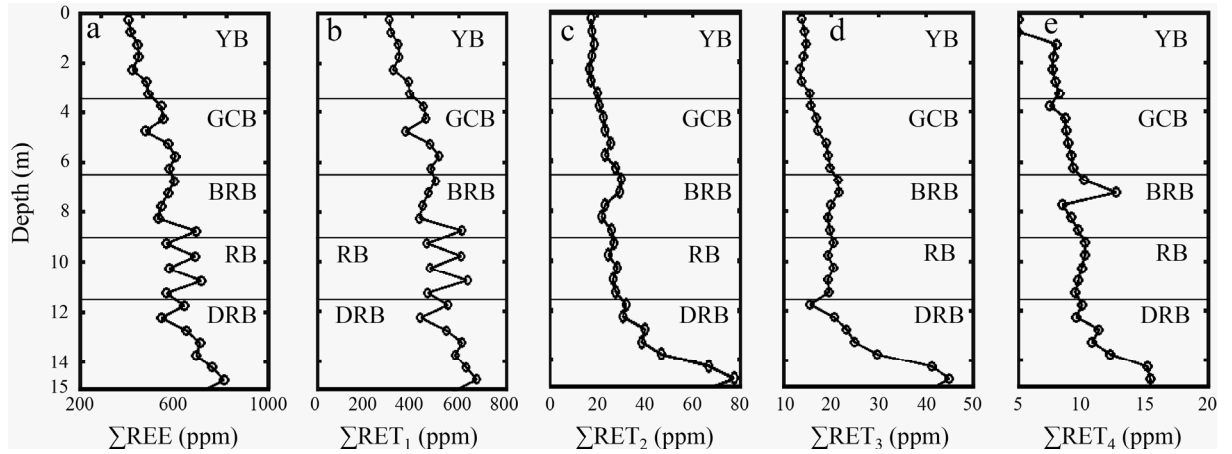 0
2
4
6
8
10
12
14
15
Depth (m)
a
YB
GCB
BRB
RB
DRB
200
600
1000
∑REE (ppm)
b
YB
GCB
BRB
RB
DRB
0
200
400
600
800
∑RET₁ (ppm)
c
YB
GCB
BRB
RB
DRB
0
20
40
60
80
∑RET₂ (ppm)
d
YB
GCB
BRB
RB
DRB
10
20
30
40
50
∑RET₃ (ppm)
e
YB
GCB
BRB
RB
DRB
5
10
15
20
∑RET₄ (ppm)